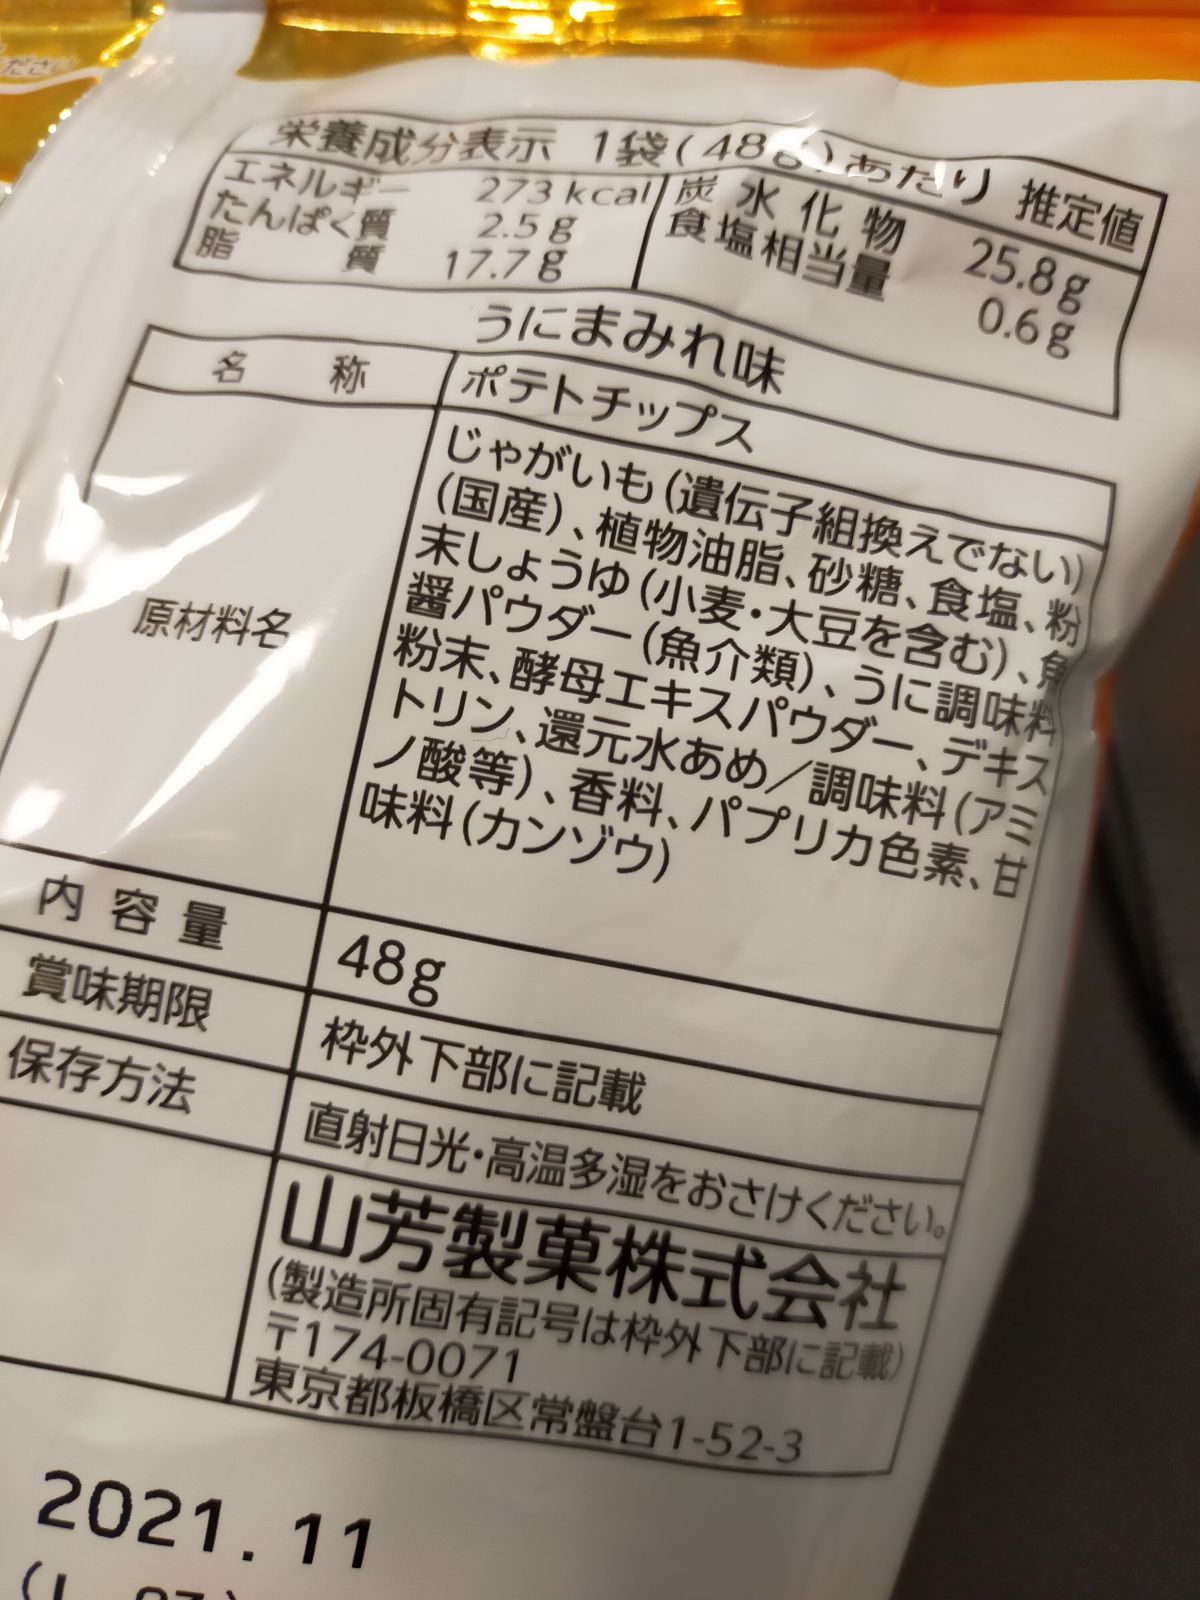 ださい
栄養成分表示 1袋(48g)あたり 推定値
エネルギー 273kcal 炭水化物 25.8g
たんぱく質 2.5g 食塩相当量 0.6g
脂質 17.7g
うにまみれ味
名称 ポテトチップス
原材料名
じゃがいも(遺伝子組換えでない)
(国産)、植物油脂、砂糖、食塩、粉
末しょうゆ(小麦・大豆を含む)、魚
醤パウダー(魚介類)、うに調味料
粉末、酵母エキスパウダー、デキス
トリン、還元水あめ/調味料(アミ
ノ酸等)、香料、パプリカ色素、甘
味料(カンゾウ)
内容量 48g
賞味期限 枠外下部に記載
保存方法 直射日光・高温多湿をおさけください。
山芳製菓株式会社
(製造所固有記号は枠外下部に記載)
〒174-0071
東京都板橋区常盤台1-52-3
2021.11